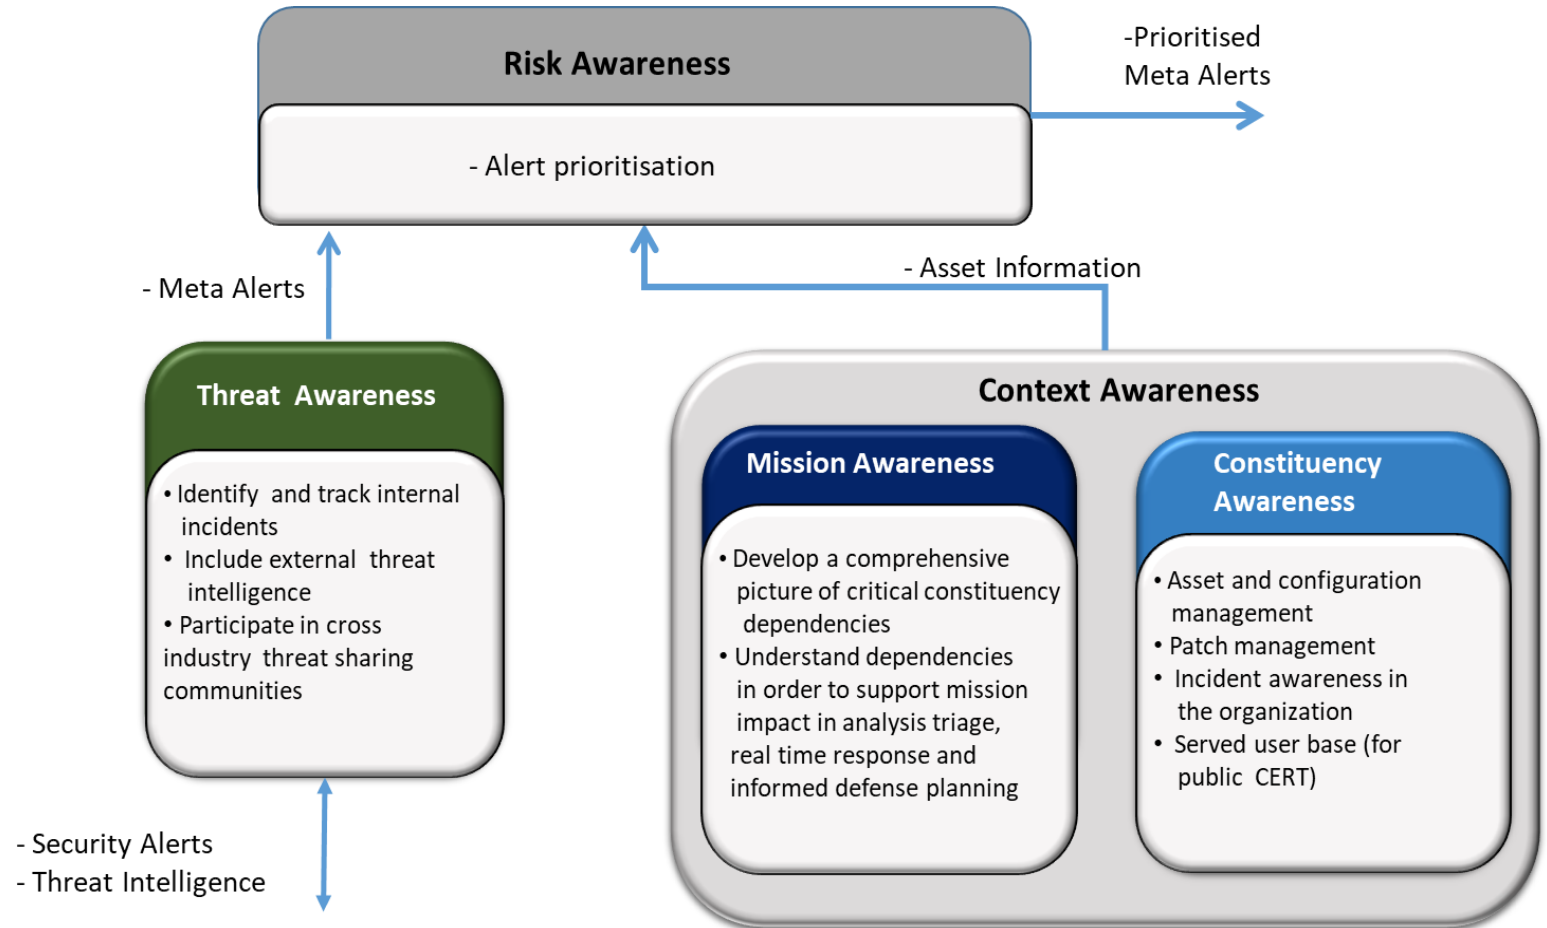 Risk Awareness
- Alert prioritisation
-Prioritised
Meta Alerts
- Meta Alerts
- Asset Information
Threat Awareness
• Identify and track internal
incidents
• Include external threat
intelligence
• Participate in cross
industry threat sharing
communities
- Security Alerts
- Threat Intelligence
Context Awareness
Mission Awareness
• Develop a comprehensive
picture of critical constituency
dependencies
• Understand dependencies
in order to support mission
impact in analysis triage,
real time response and
informed defense planning
Constituency
Awareness
• Asset and configuration
management
• Patch management
• Incident awareness in
the organization
• Served user base (for
public CERT)